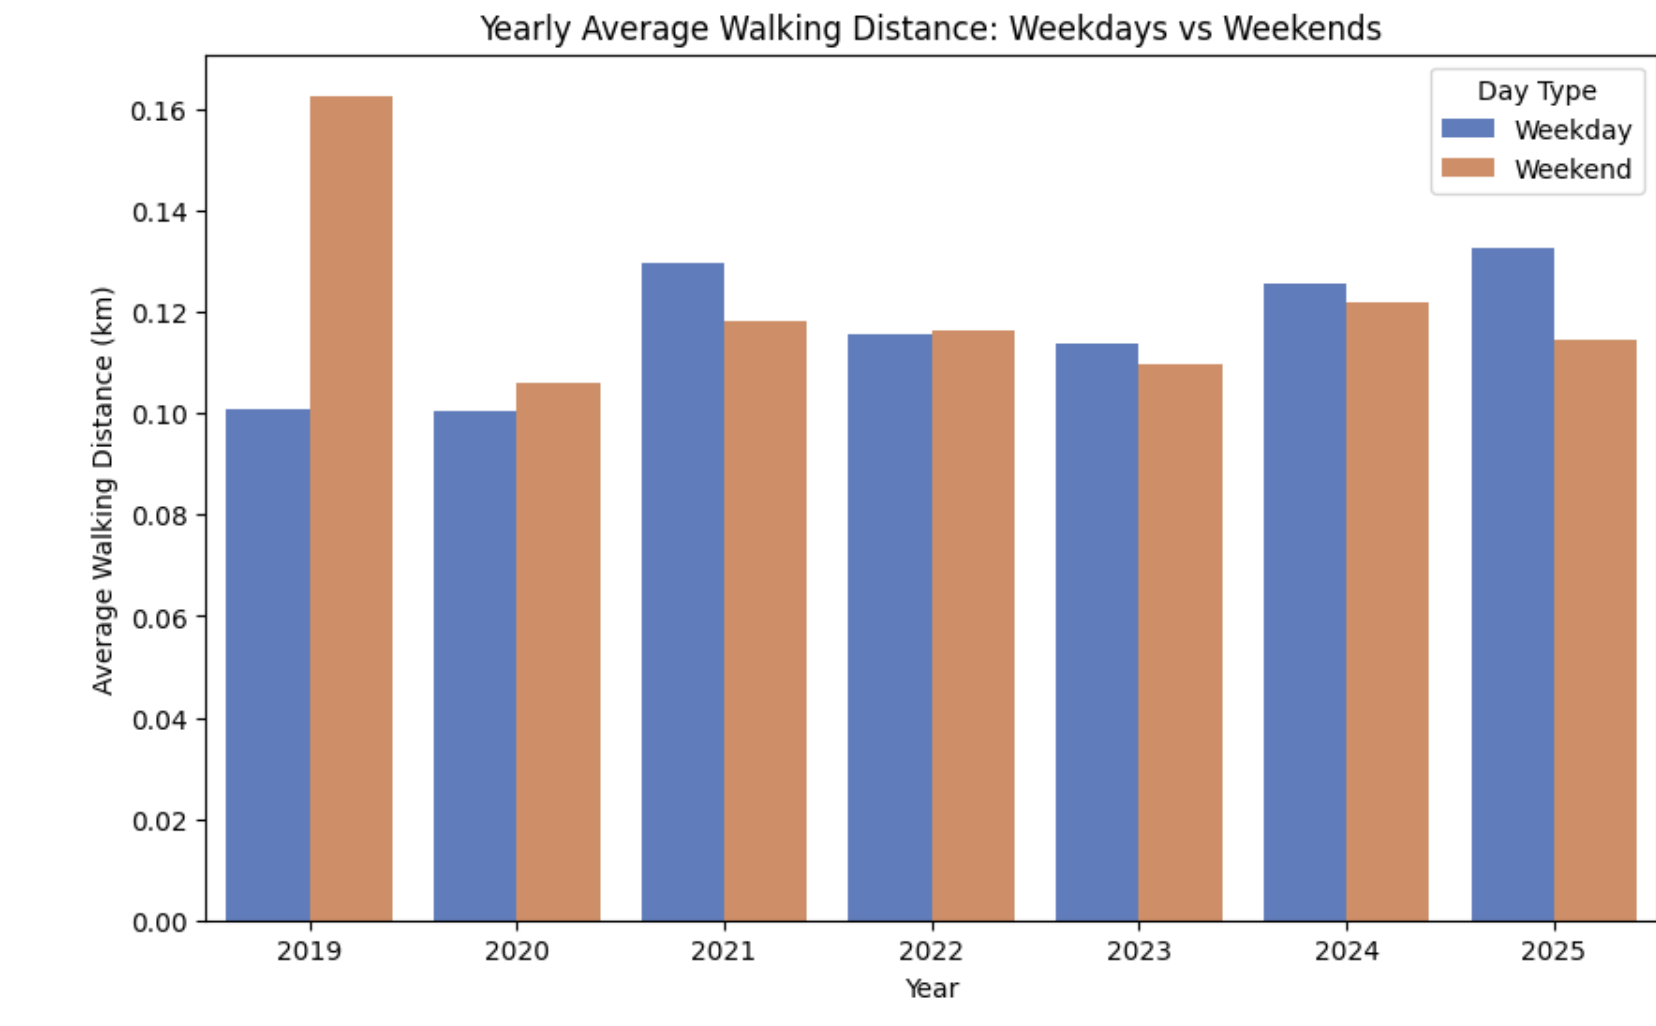 Yearly Average Walking Distance: Weekdays vs Weekends
Day Type
Weekday
Weekend
Average Walking Distance (km)
0.16
0.14
0.12
0.10
0.08
0.06
0.04
0.02
0.00
2019 2020 2021 2022 2023 2024 2025
Year